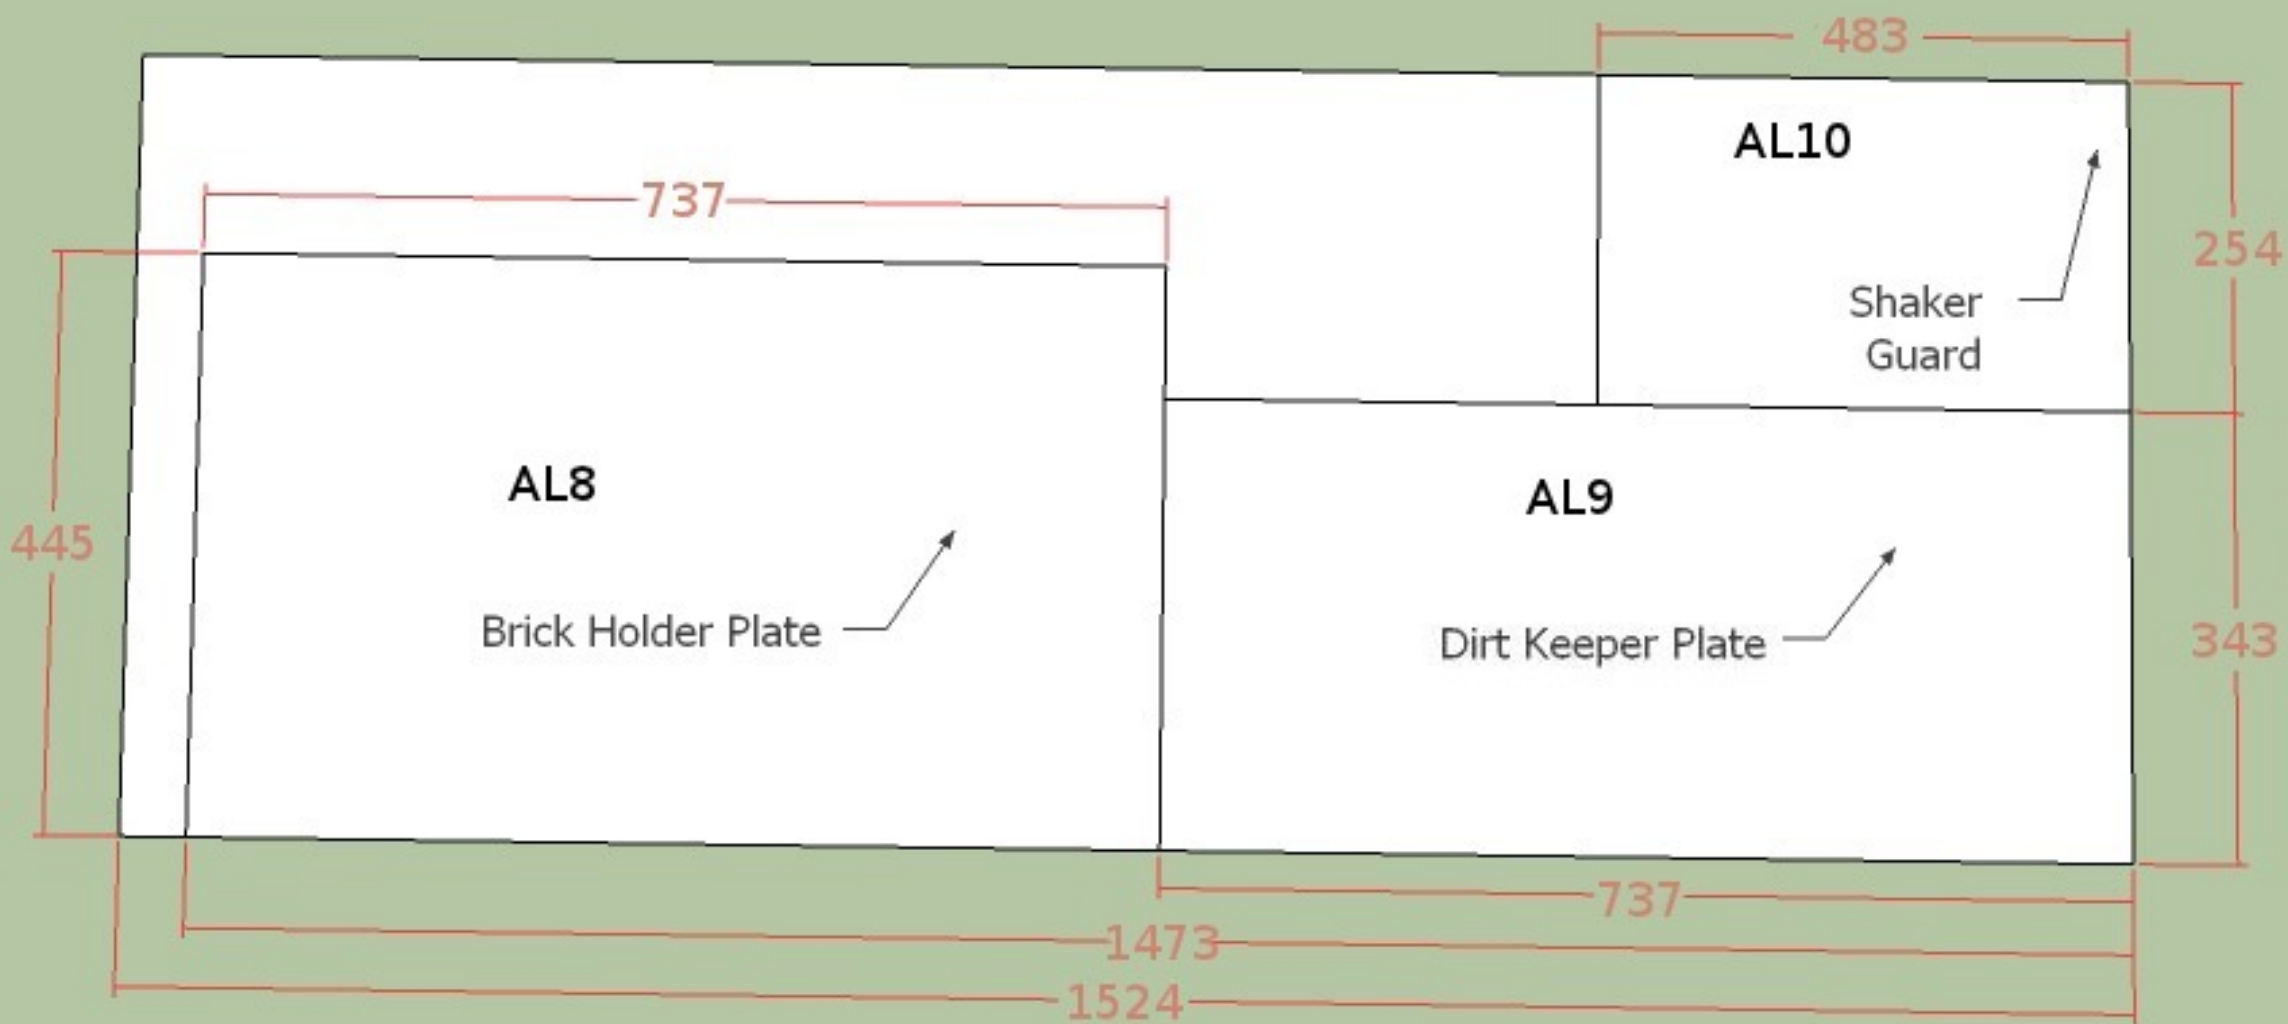 483
AL10
737
254
Shaker
Guard
AL8
AL9
445
Brick Holder Plate
Dirt Keeper Plate
343
737
1473
1524